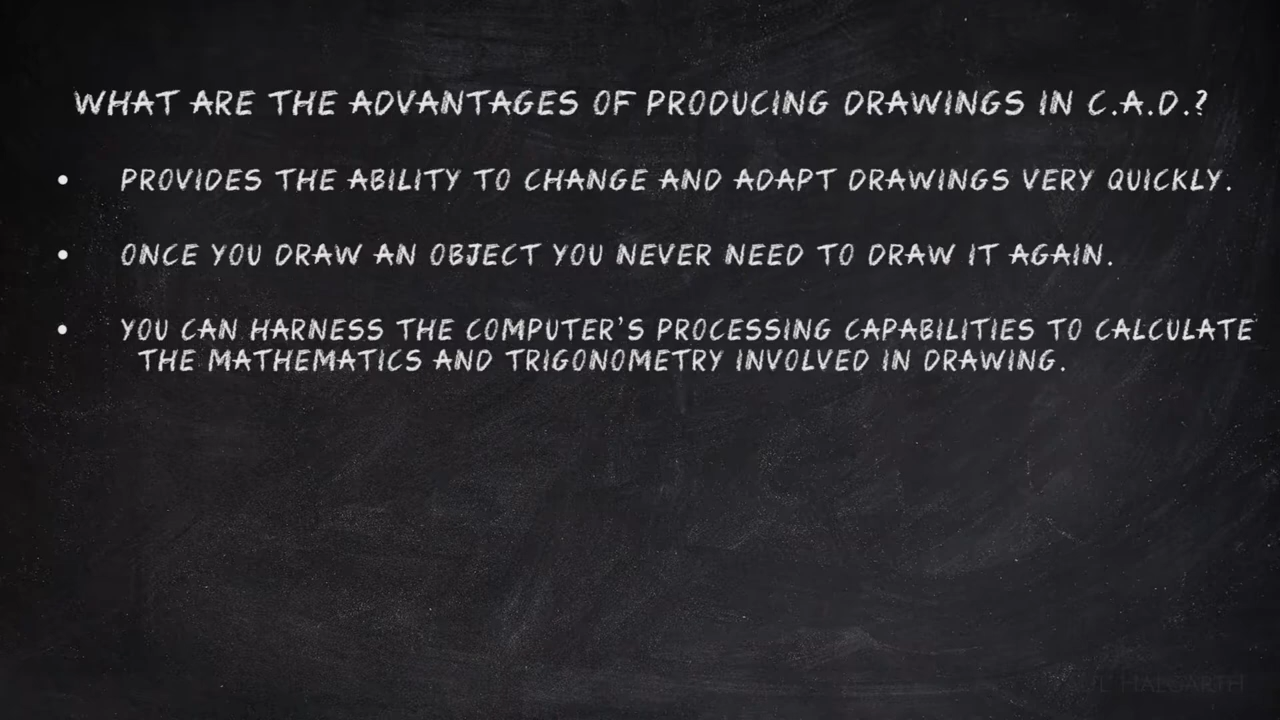 WHAT ARE THE ADVANTAGES OF PRODUCING DRAWINGS IN C.A.D.?
• PROVIDES THE ABILITY TO CHANGE AND ADAPT DRAWINGS VERY QUICKLY.
• ONCE YOU DRAW AN OBJECT YOU NEVER NEED TO DRAW IT AGAIN.
• YOU CAN HARNESS THE COMPUTER'S PROCESSING CAPABILITIES TO CALCULATE
THE MATHEMATICS AND TRIGONOMETRY INVOLVED IN DRAWING.
HALGARTH